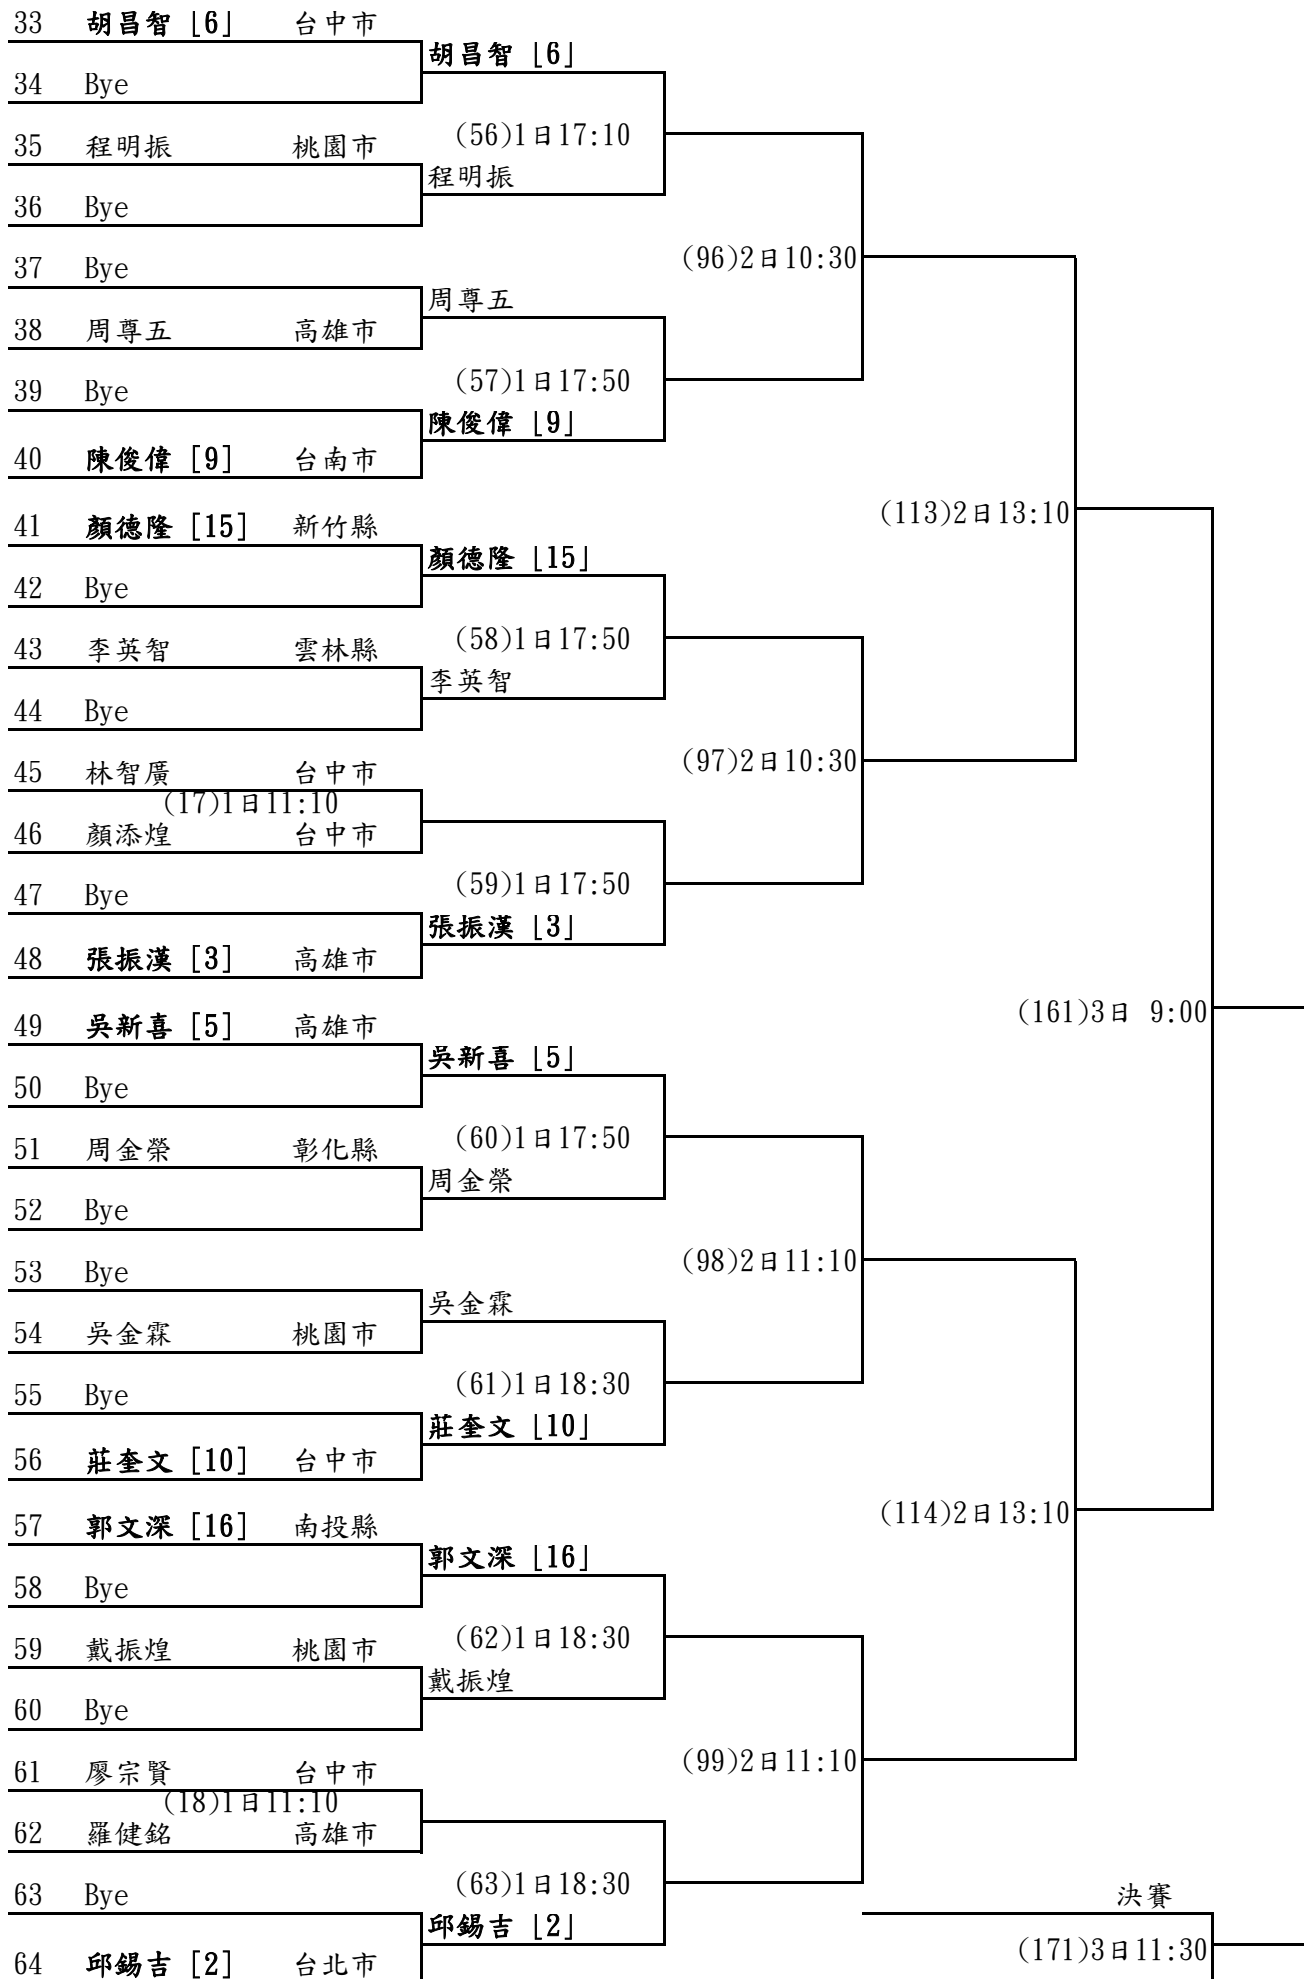 33 胡昌智 [6] 台中市
胡昌智 [6]
34 Bye
(56)1日17:10
35 程明振 桃園市
程明振
36 Bye
(96)2日10:30
37 Bye
周尊五
38 周尊五 高雄市
(57)1日17:50
39 Bye
陳俊偉 [9]
40 陳俊偉 [9] 台南市
(113)2日13:10
41 顏德隆 [15] 新竹縣
顏德隆 [15]
42 Bye
(58)1日17:50
43 李英智 雲林縣
李英智
44 Bye
(97)2日10:30
45 林智廣 台中市
(17)1日11:10
46 顏添煌 台中市
(59)1日17:50
47 Bye
張振漢 [3]
48 張振漢 [3] 高雄市
(161)3日 9:00
49 吳新喜 [5] 高雄市
吳新喜 [5]
50 Bye
(60)1日17:50
51 周金榮 彰化縣
周金榮
52 Bye
(98)2日11:10
53 Bye
吳金霖
54 吳金霖 桃園市
(61)1日18:30
55 Bye
莊奎文 [10]
56 莊奎文 [10] 台中市
(114)2日13:10
57 郭文深 [16] 南投縣
郭文深 [16]
58 Bye
(62)1日18:30
59 戴振煌 桃園市
戴振煌
60 Bye
(99)2日11:10
61 廖宗賢 台中市
(18)1日11:10
62 羅健銘 高雄市
(63)1日18:30
63 Bye
決賽
邱錫吉 [2]
(171)3日11:30
64 邱錫吉 [2] 台北市